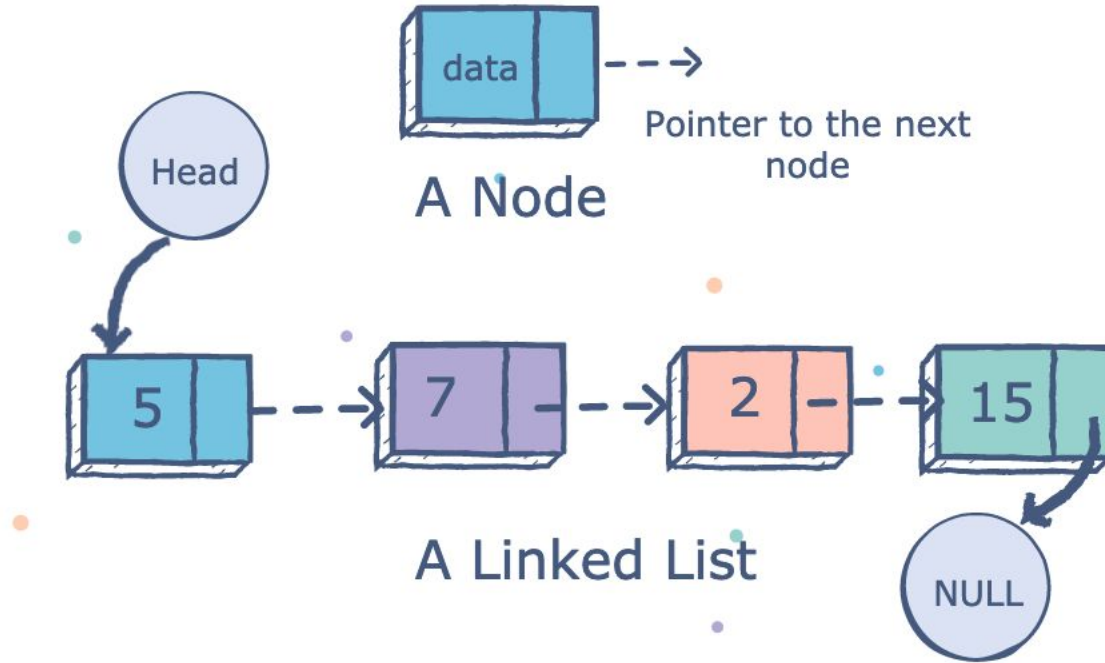 data
Pointer to the next
node
A Node
Head
5
7
2
15
A Linked List
NULL